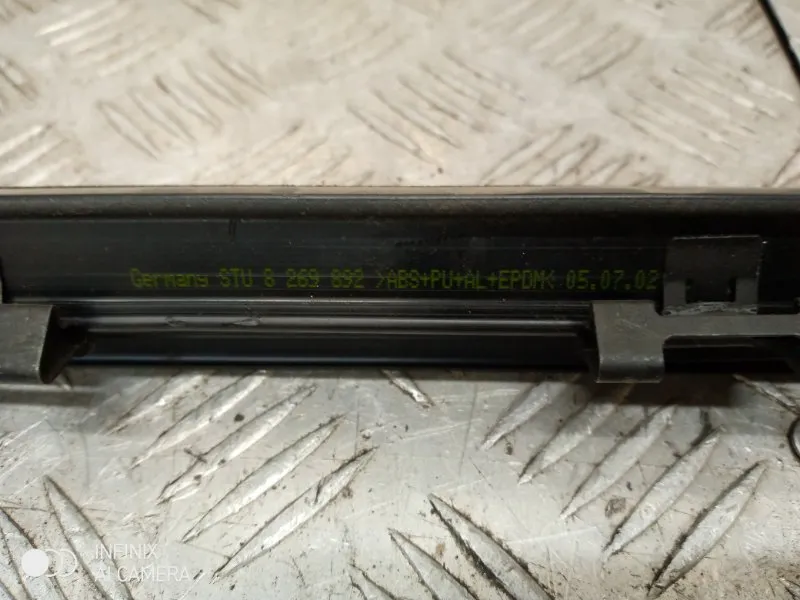 Germany STU 8 269 892 >ABS+PU+AL+EPDM< 05.07.02
INFINIX
AI CAMERA